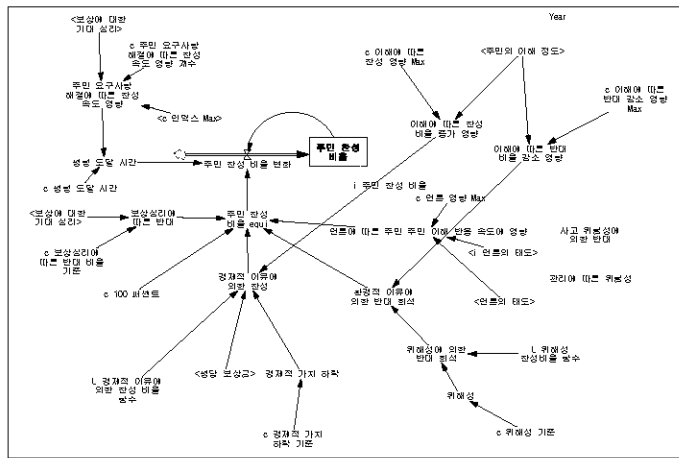 Year
<보상에 대한
기대 심리>
c 주민 요구사항
해결에 따른 찬성
속도 영향 계수
주민 요구사항
해결에 따른 찬성
속도 영향
<c 인덱스 Max>
c 이해에 따른
찬성 영향 Max
<주민의 이해 정도>
c 이해에 따른
반대 감소 영향
Max
이해에 따른 찬성
비율 증가 영향
이해에 따른 반대
비율 감소 영향
주민 찬성
비율
평형 도달 시간
주민 찬성 비율 변화
c 평형 도달 시간
i 주민 찬성 비율
c 언론 영향 Max
<보상에 대한
기대 심리>
보상심리에
따른 반대
주민 찬성
비율 equi
언론에 따른 주민 주민 이해 반응 속도에 영향
사고 위험성에
의한 반대
<i 언론의 태도>
c 보상심리에
따른 반대 비율
기준
관리에 따른 위험성
c 100 퍼센트
경제적 이유에
의한 찬성
환경적 이유에
의한 반대 희석
<언론의 태도>
위해성에 의한
반대 희석
L 위해성
찬성비율 함수
L 경제적 이유에
의한 찬성 비율
함수
경제적 가치 하락
위해성
c 경제적 가치
하락 기준
c 위해성 기준